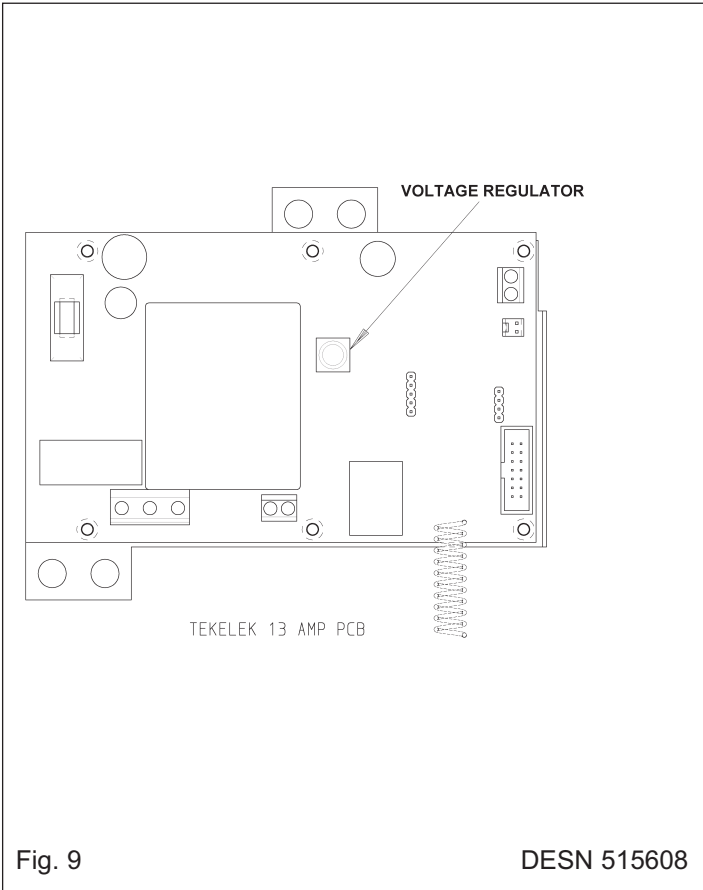 VOLTAGE REGULATOR
TEKELEK 13 AMP PCB
Fig. 9
DESN 515608